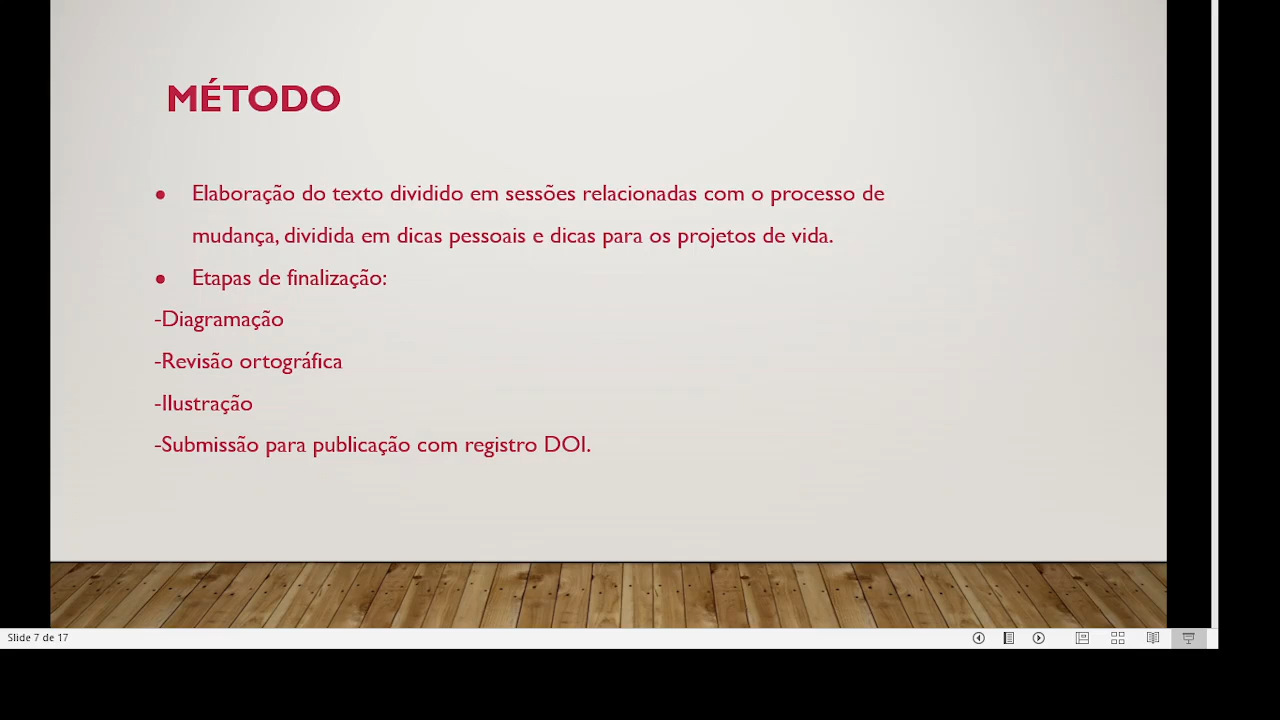 MÉTODO
● Elaboração do texto dividido em sessões relacionadas com o processo de
mudança, dividida em dicas pessoais e dicas para os projetos de vida.
● Etapas de finalização:
-Diagramação
-Revisão ortográfica
-Ilustração
-Submissão para publicação com registro DOI.
Slide 7 de 17